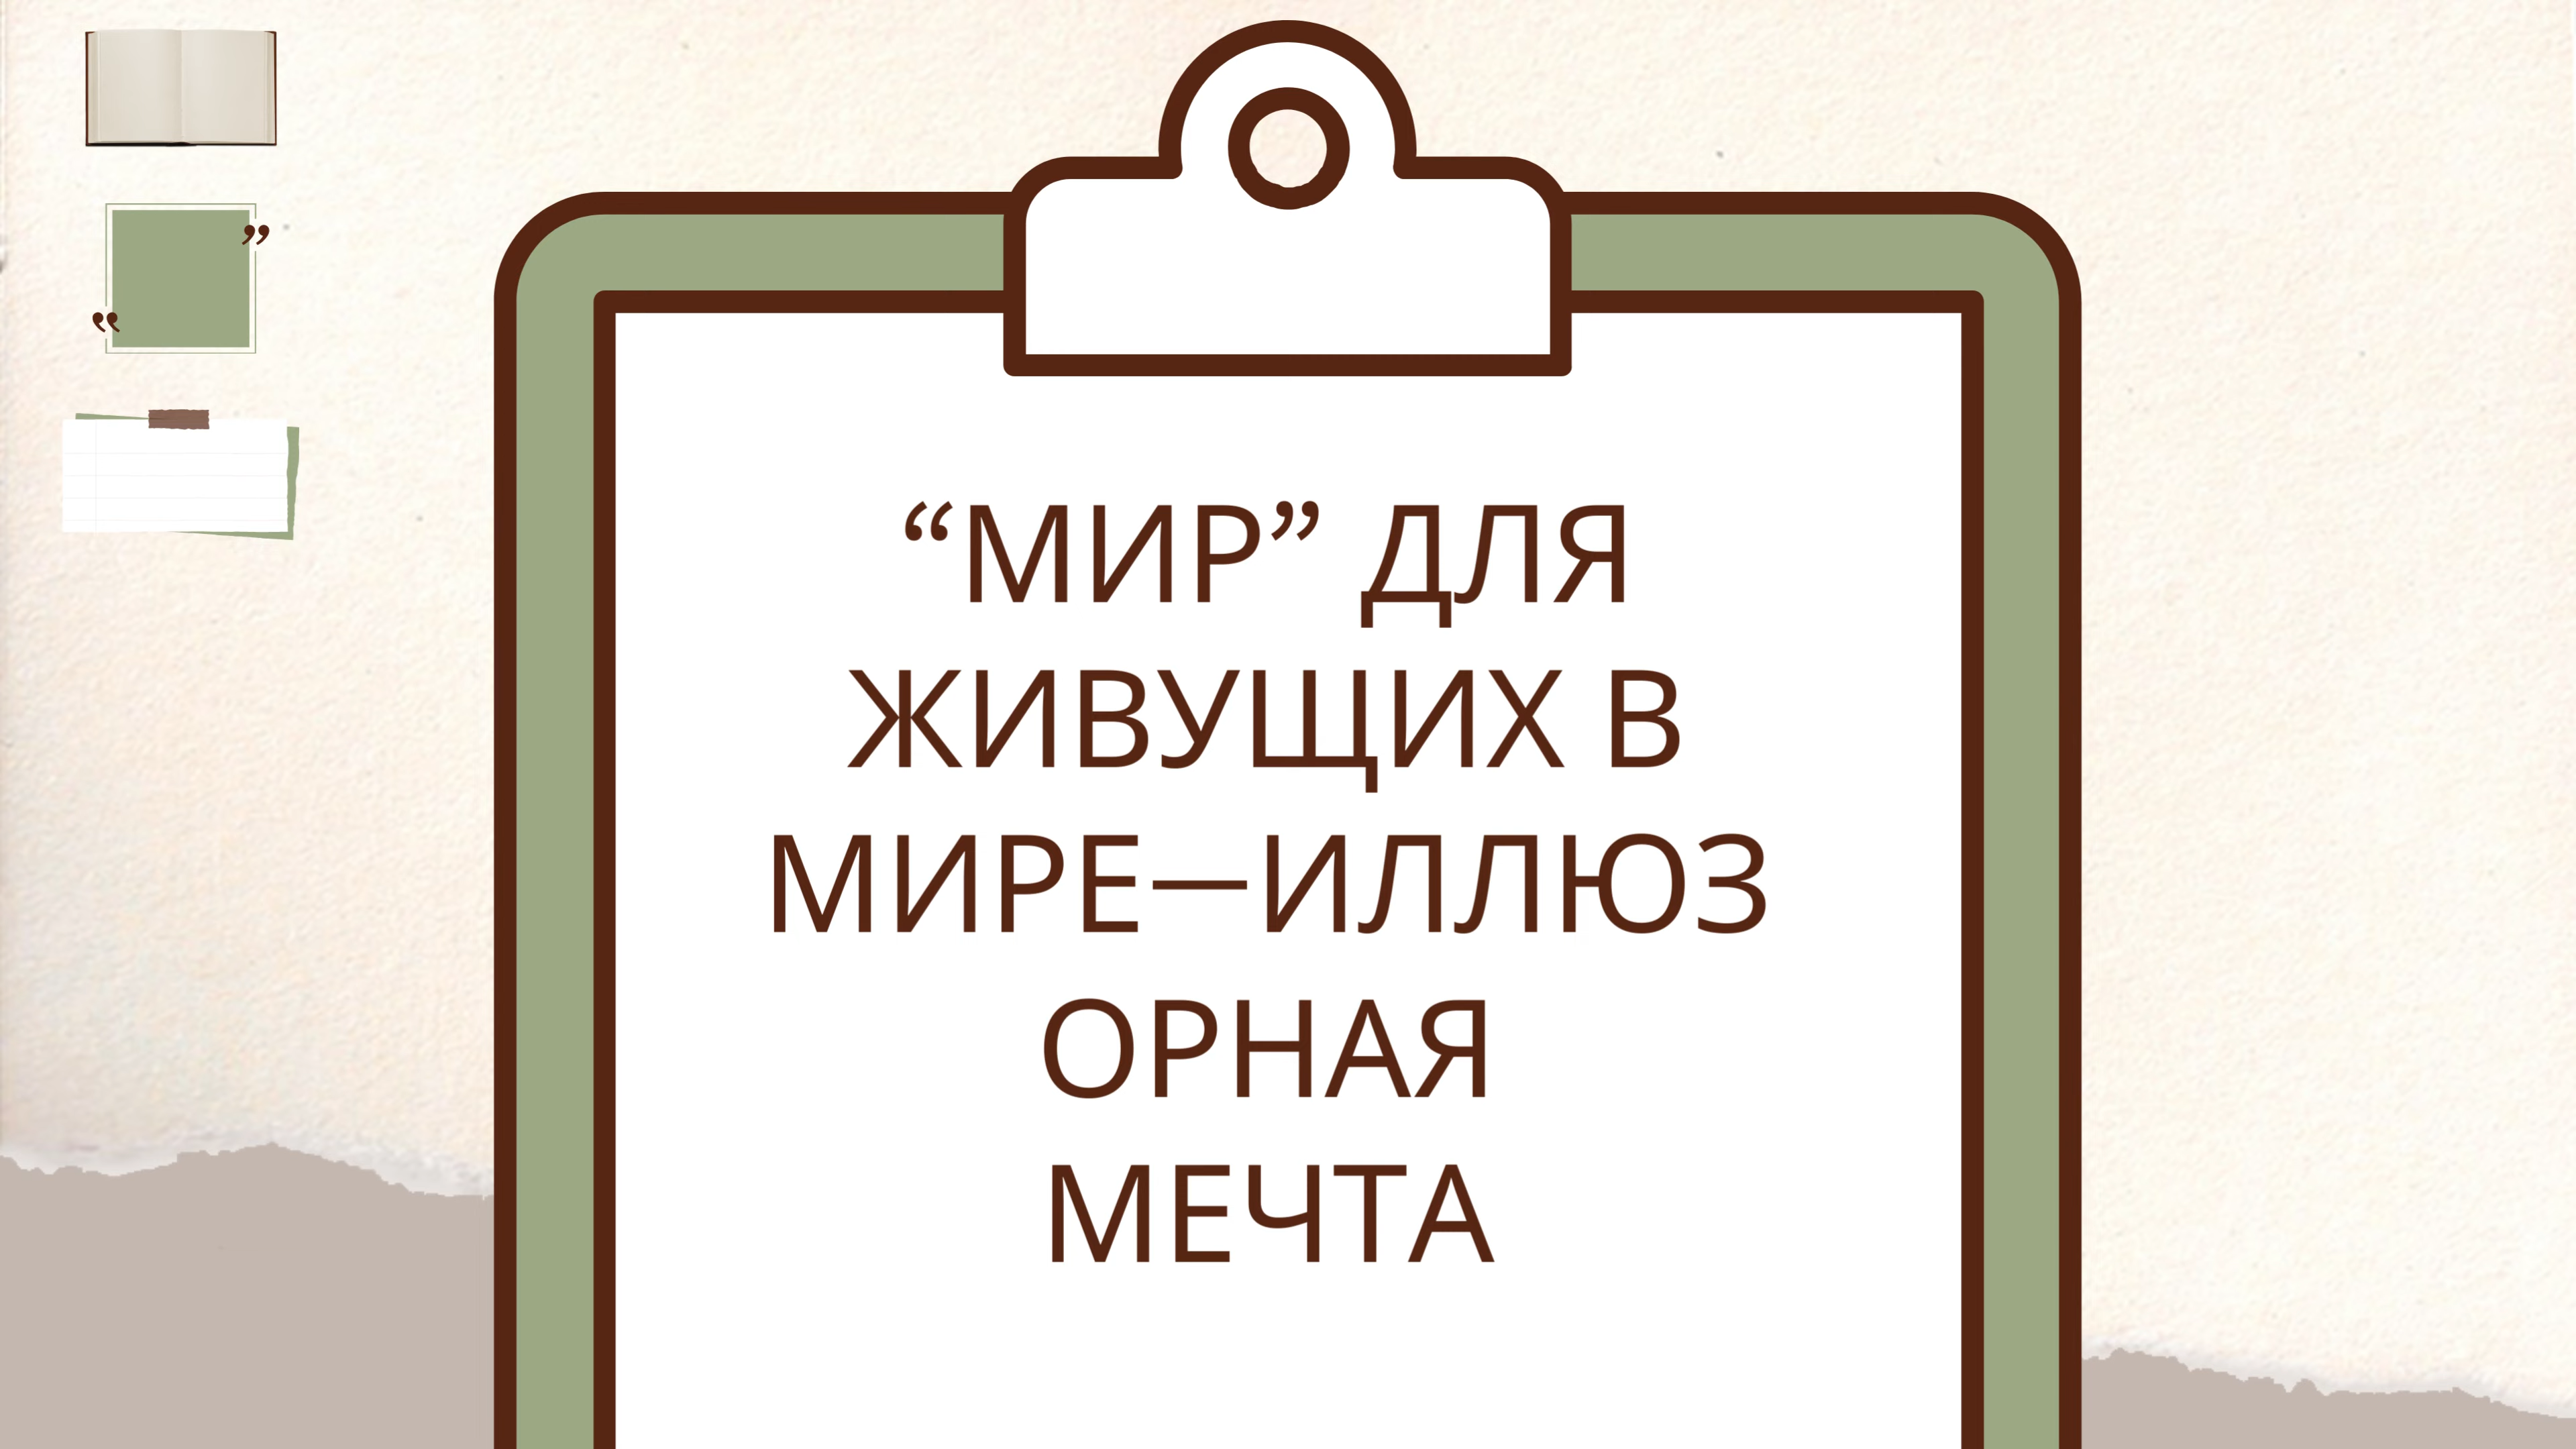 “МИР” ДЛЯ
ЖИВУЩИХ В
МИРЕ—ИЛЛЮЗ
ОРНАЯ
МЕЧТА